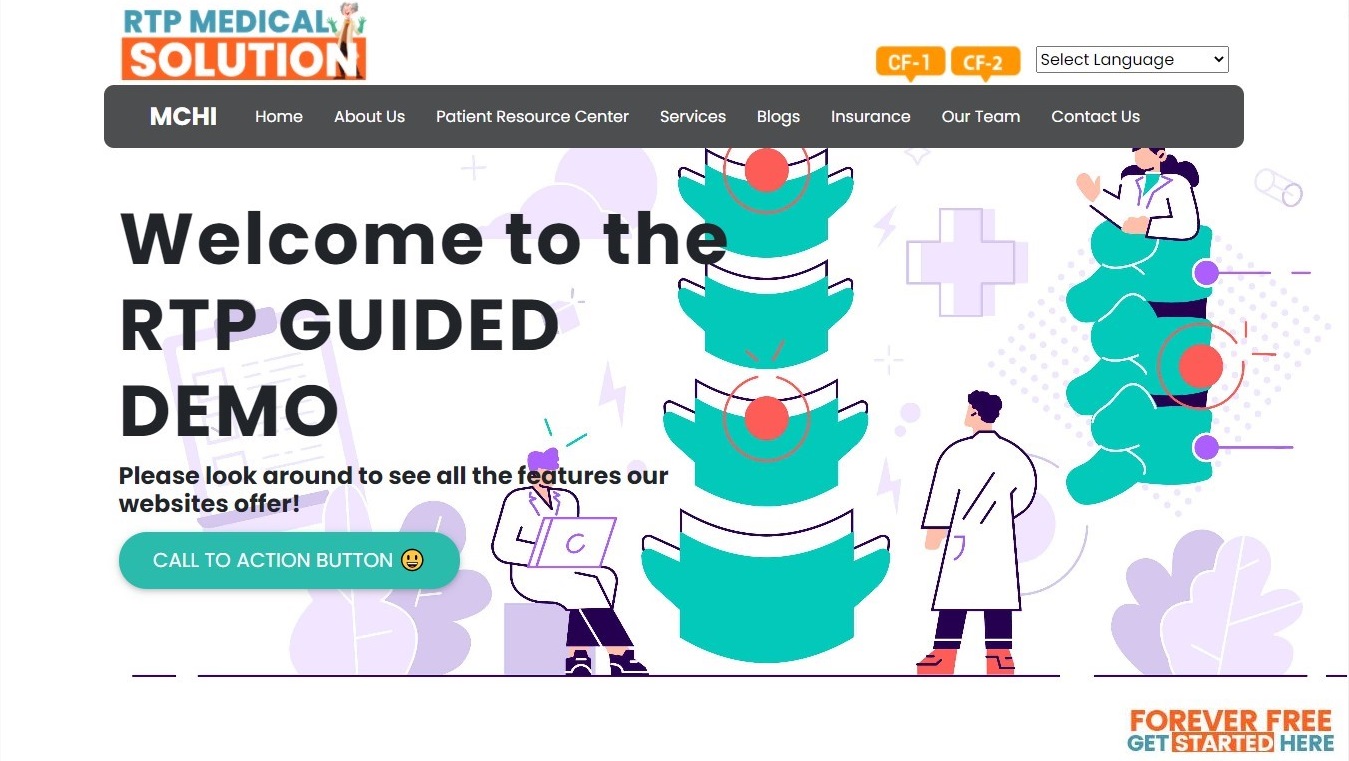 RTP MEDICAL
SOLUTION
CF-1 CF-2 Select Language
MCHI Home About Us Patient Resource Center Services Blogs Insurance Our Team Contact Us
Welcome to the
RTP GUIDED
DEMO
Please look around to see all the features our
websites offer!
CALL TO ACTION BUTTON 😃
FOREVER FREE
GET STARTED HERE